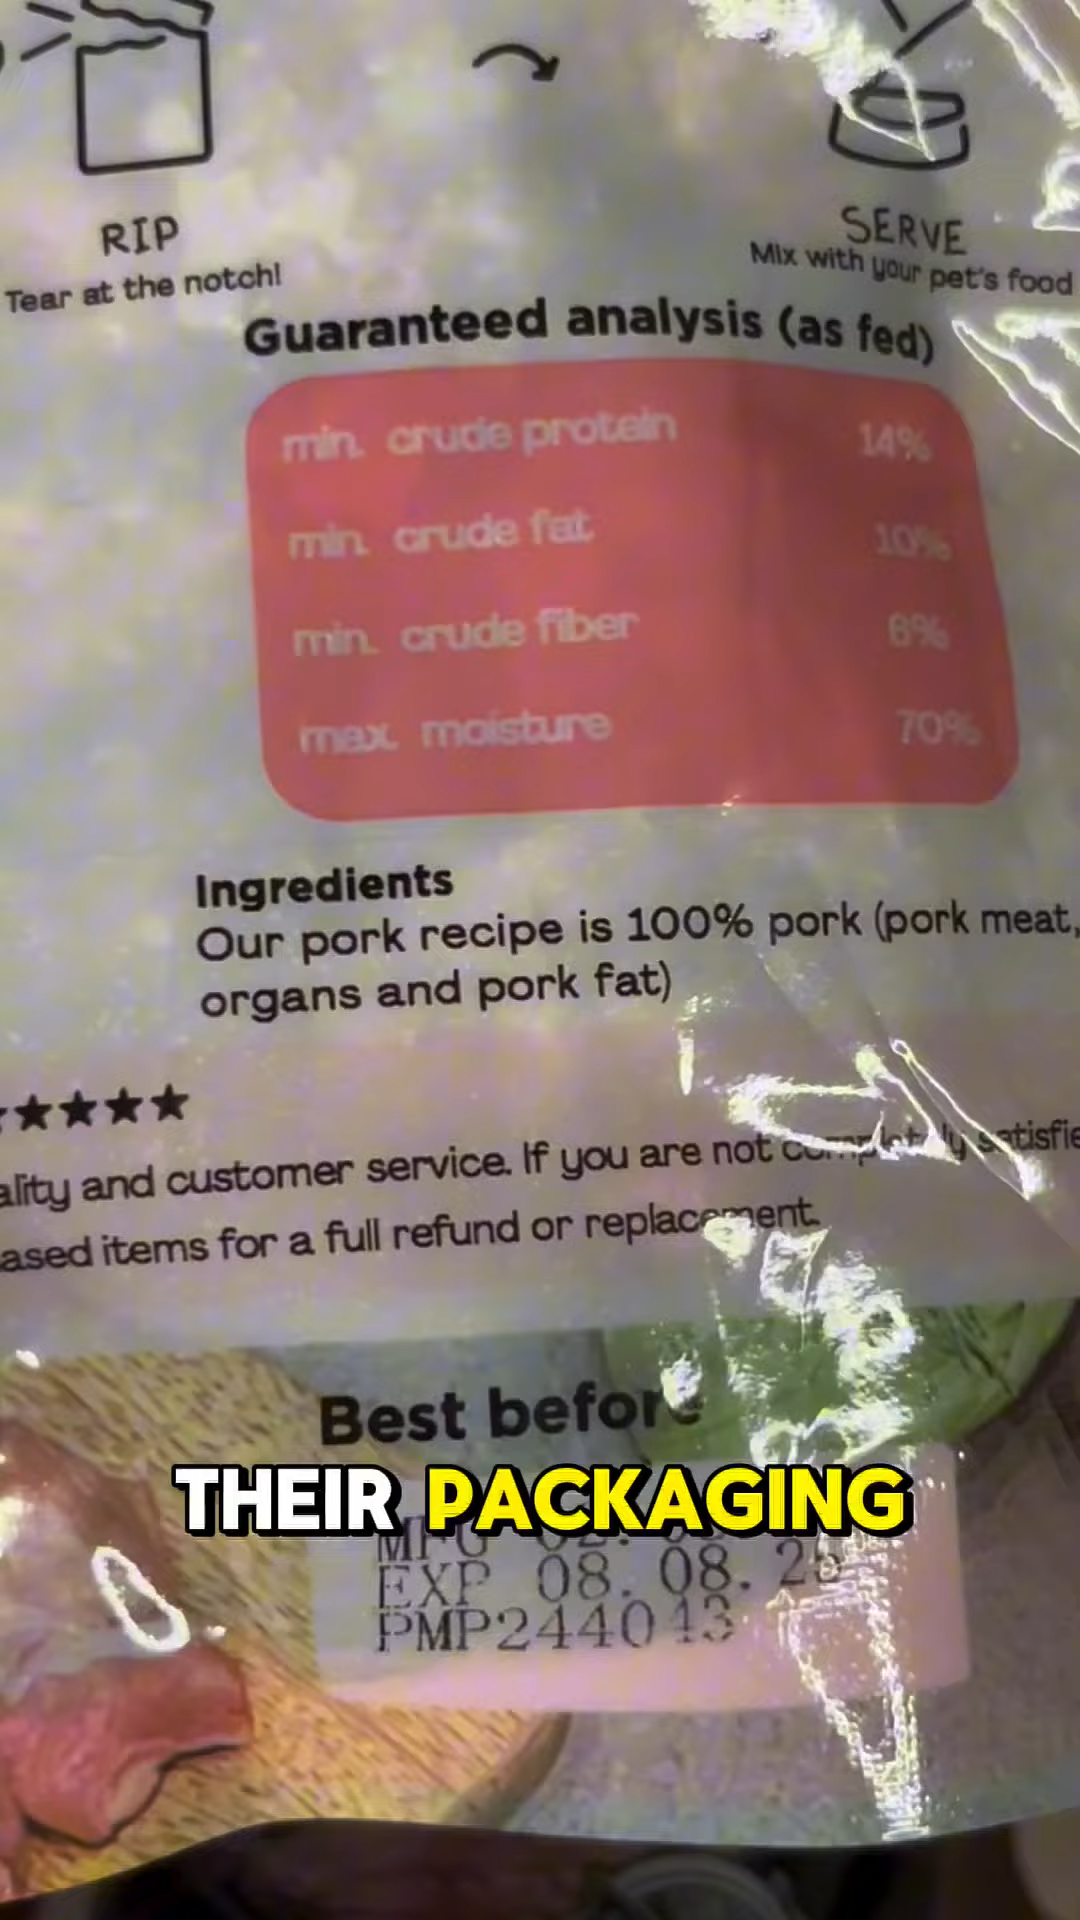 RIP
Tear at the notch!
SERVE
Mix with your pet's food
Guaranteed analysis (as fed)
min. crude protein 14%
min. crude fat 10%
min. crude fiber
max. moisture 70%
Ingredients
Our pork recipe is 100% pork (pork meat,
organs and pork fat)
ality and customer service. If you are not completely satisfie
ased items for a full refund or replacement.
Best before
THEIR PACKAGING
MFG
EXP 08. 08.
PMP244043